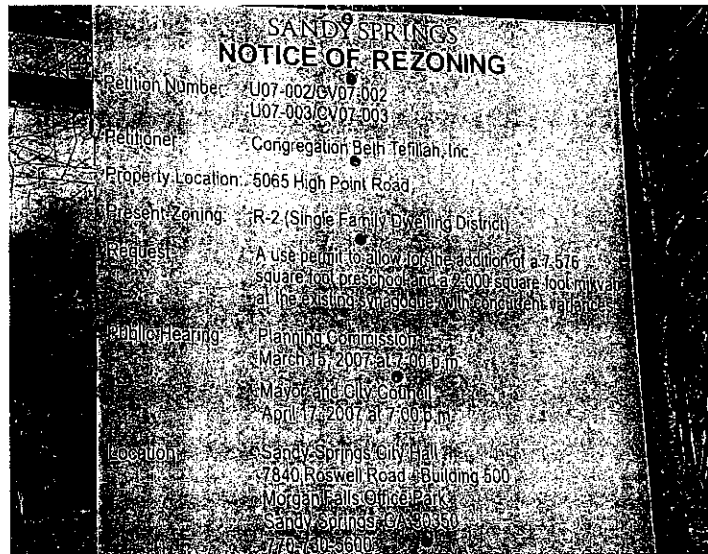 SANDY SPRINGS
NOTICE OF REZONING
Petition Number: U07-002/CV07-002
U07-003/CV07-003
Petitioner: Congregation Beth Tefillah, Inc.
Property Location: 5065 High Point Road
Present Zoning: R-2 (Single Family Dwelling District)
Request: A use permit to allow for the addition of a 7,576
square foot preschool and a 2,000 square foot mikvah
at the existing synagogue with concurrent variances
Public Hearing: Planning Commission
March 15, 2007 at 7:00 p.m.
Mayor and City Council
April 17, 2007 at 7:00 p.m.
Location: Sandy Springs City Hall
7840 Roswell Road - Building 500
Morgan Falls Office Park
Sandy Springs, GA 30350
770-730-5600